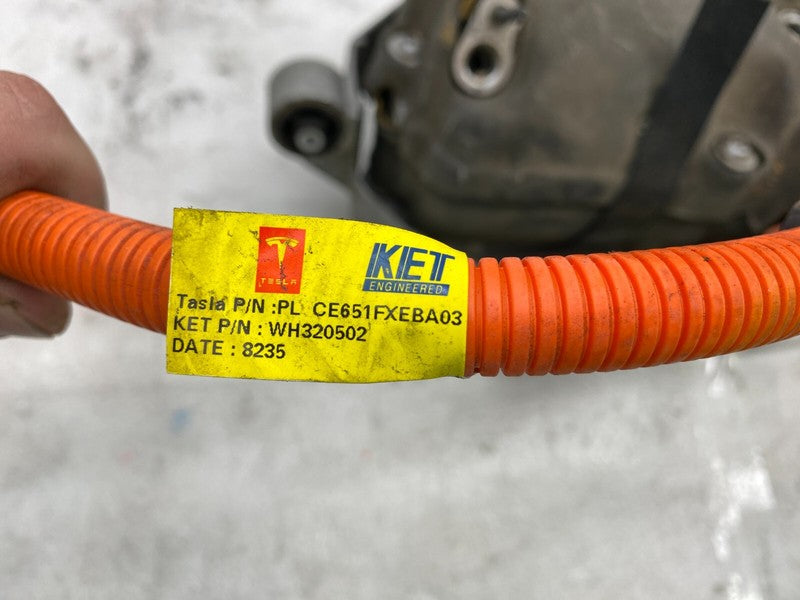 TESLA
KET
ENGINEERED
Tasla P/N :PL CE651FXEBA03
KET P/N : WH320502
DATE : 8235